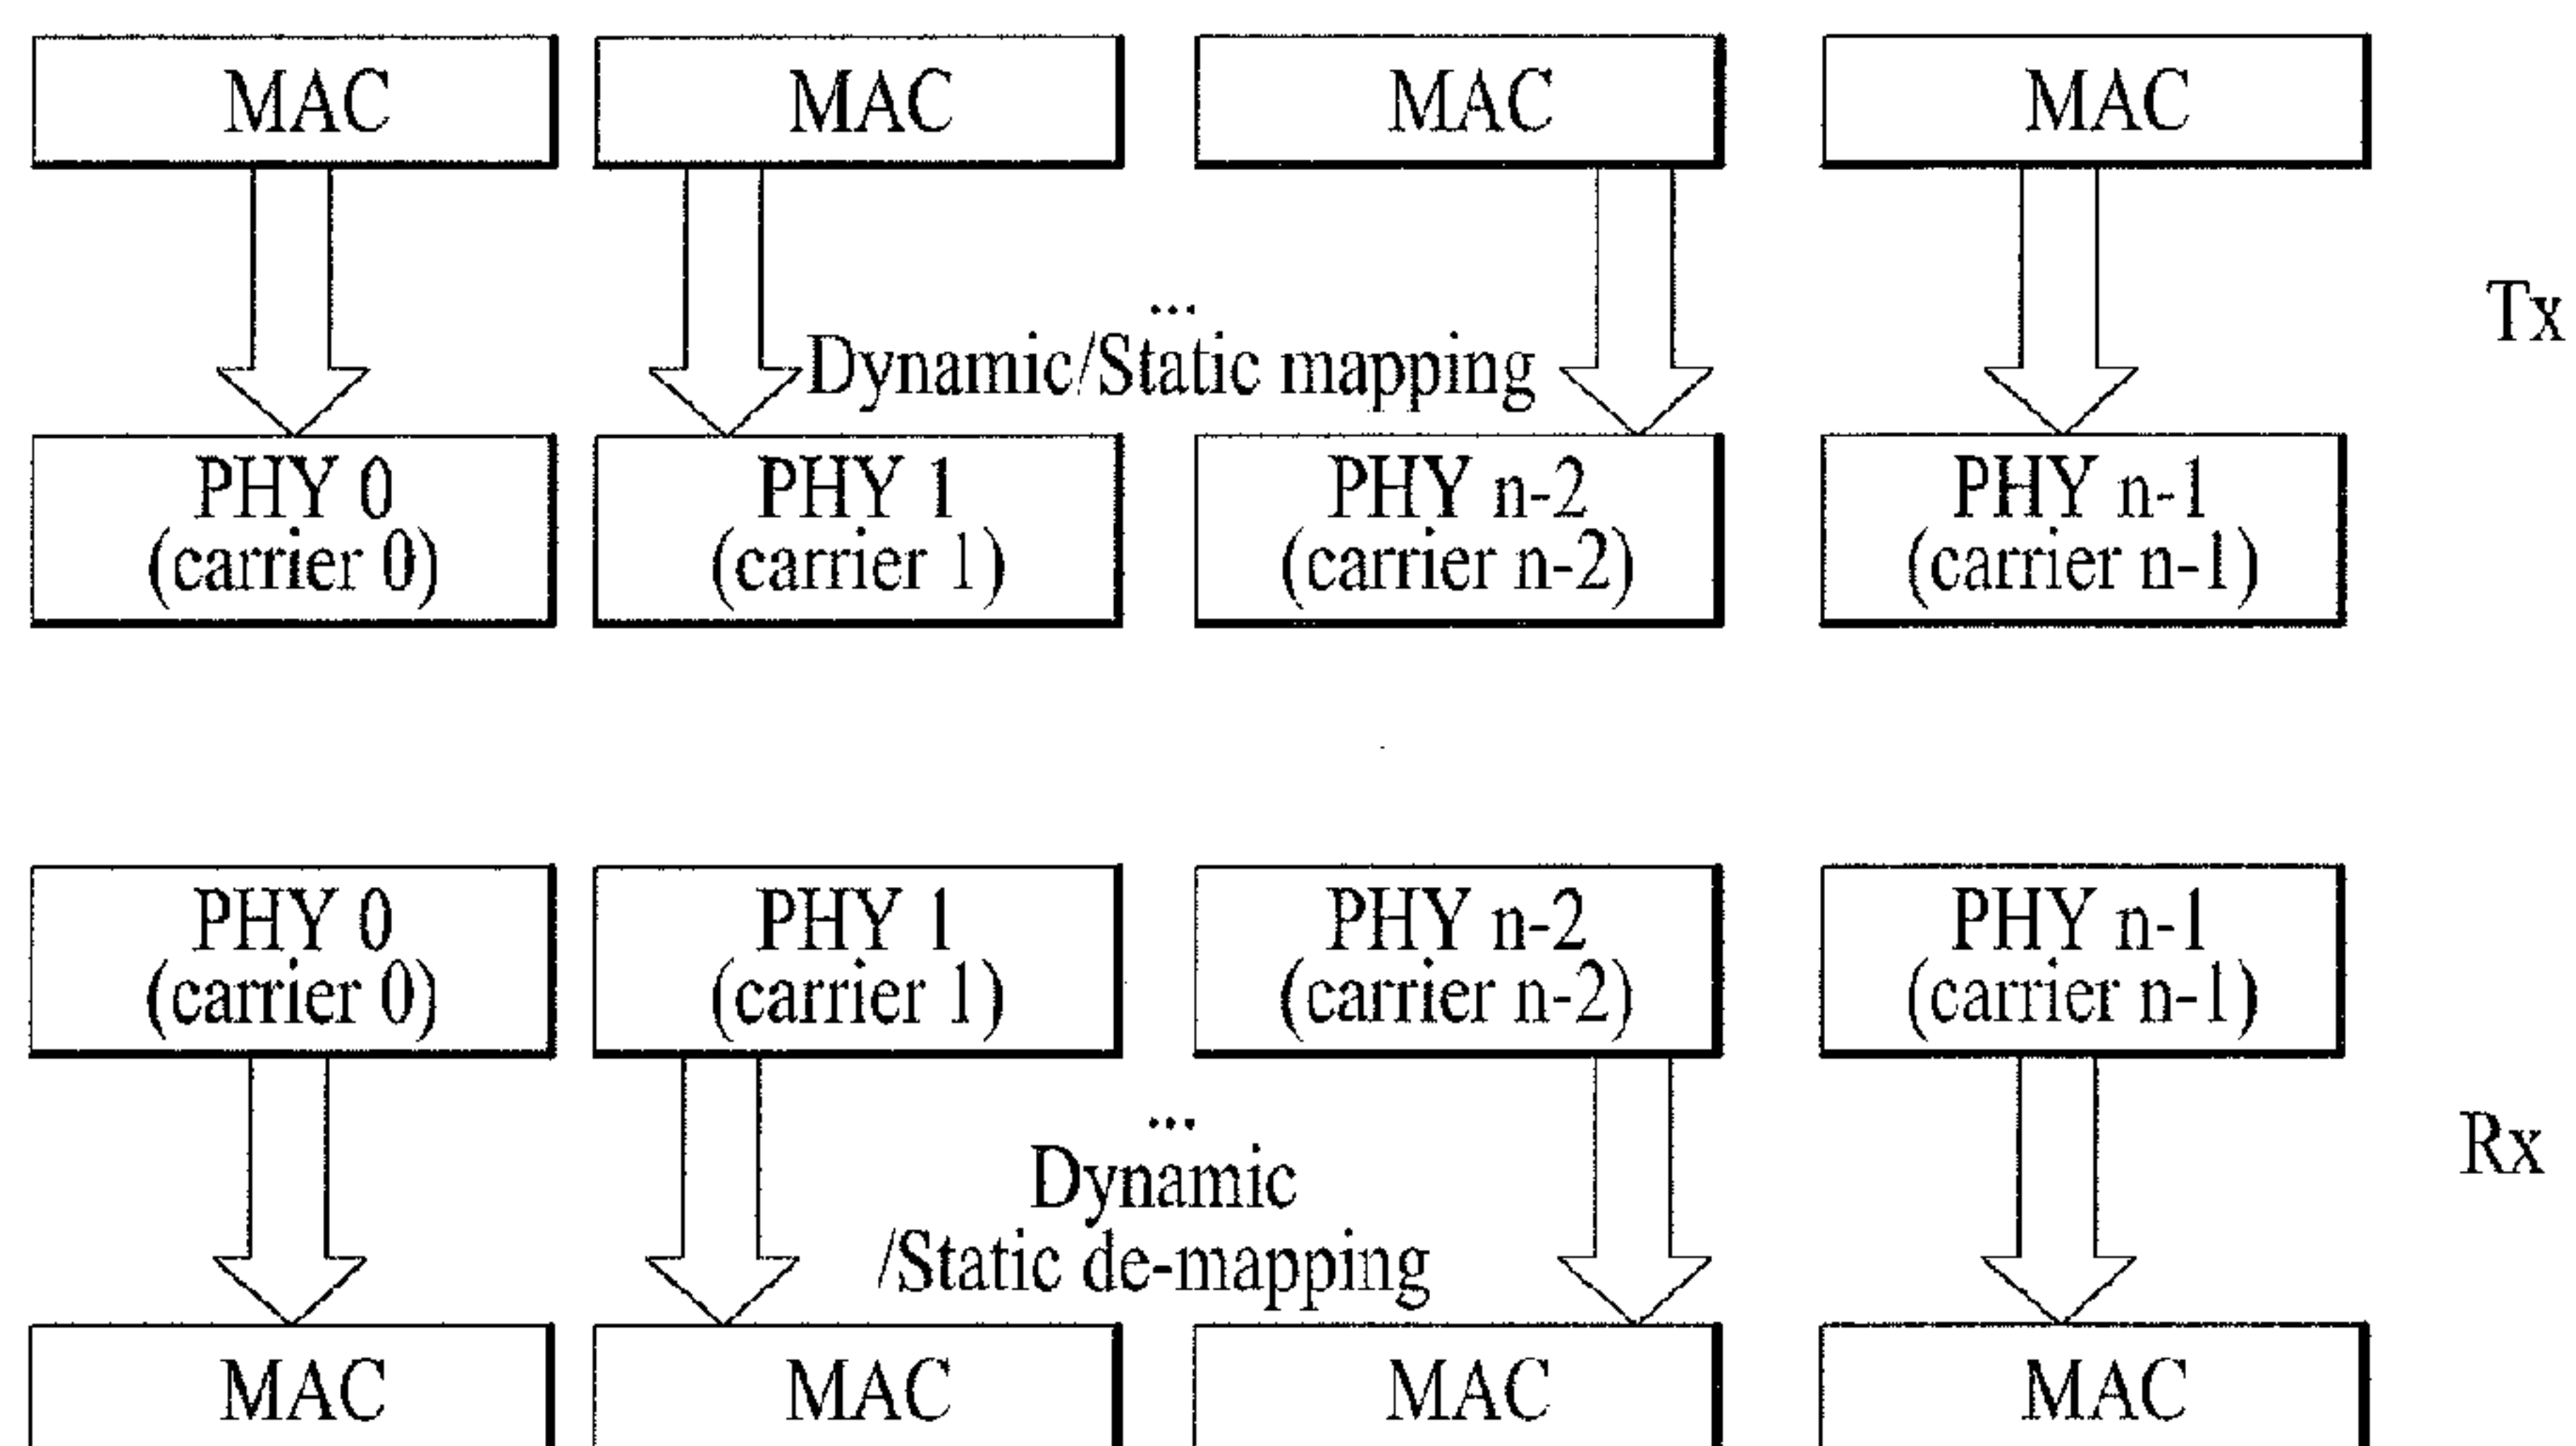 MAC MAC MAC MAC
...
Tx
Dynamic/Static mapping
PHY 0 PHY 1 PHY n-2 PHY n-1
(carrier 0) (carrier 1) (carrier n-2) (carrier n-1)
PHY 0 PHY 1 PHY n-2 PHY n-1
(carrier 0) (carrier 1) (carrier n-2) (carrier n-1)
...
Rx
Dynamic
/Static de-mapping
MAC MAC MAC MAC